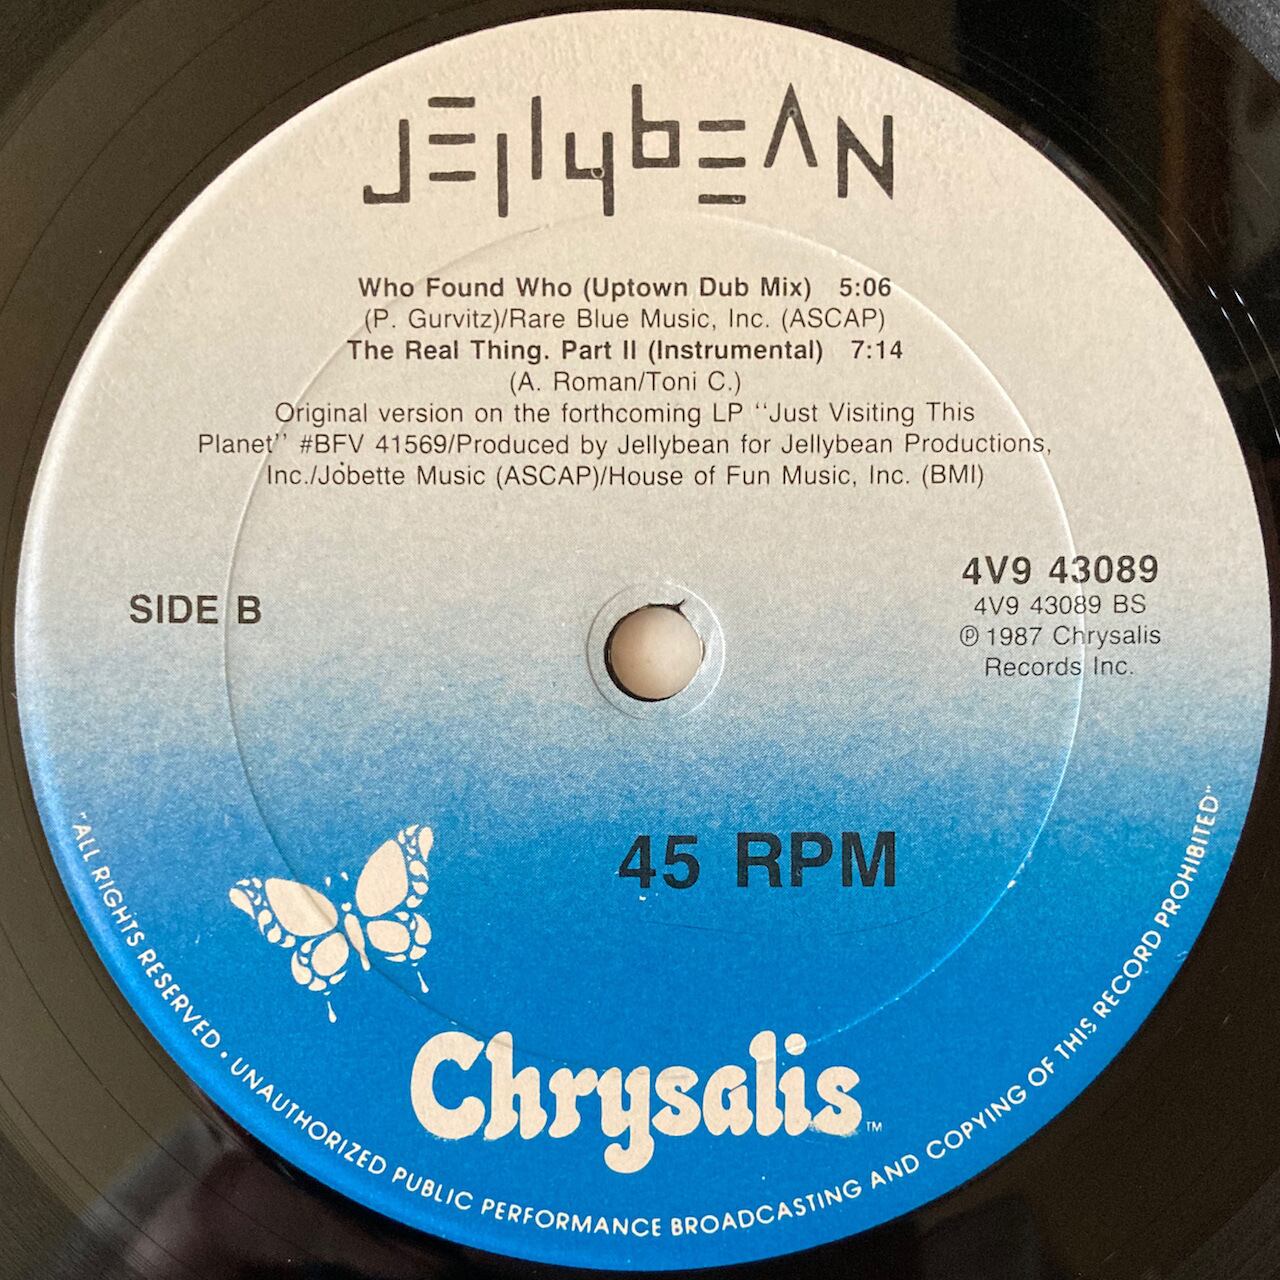 JEllybEAN
Who Found Who (Uptown Dub Mix) 5:06
(P. Gurvitz)/Rare Blue Music, Inc. (ASCAP)
The Real Thing. Part II (Instrumental) 7:14
(A. Roman/Toni C.)
Original version on the forthcoming LP "Just Visiting This
Planet" #BFV 41569/Produced by Jellybean for Jellybean Productions,
Inc./Jobette Music (ASCAP)/House of Fun Music, Inc. (BMI)
SIDE B
4V9 43089
4V9 43089 BS
℗ 1987 Chrysalis
Records Inc.
45 RPM
Chrysalis™
"ALL RIGHTS RESERVED • UNAUTHORIZED PUBLIC PERFORMANCE BROADCASTING AND COPYING OF THIS RECORD PROHIBITED"